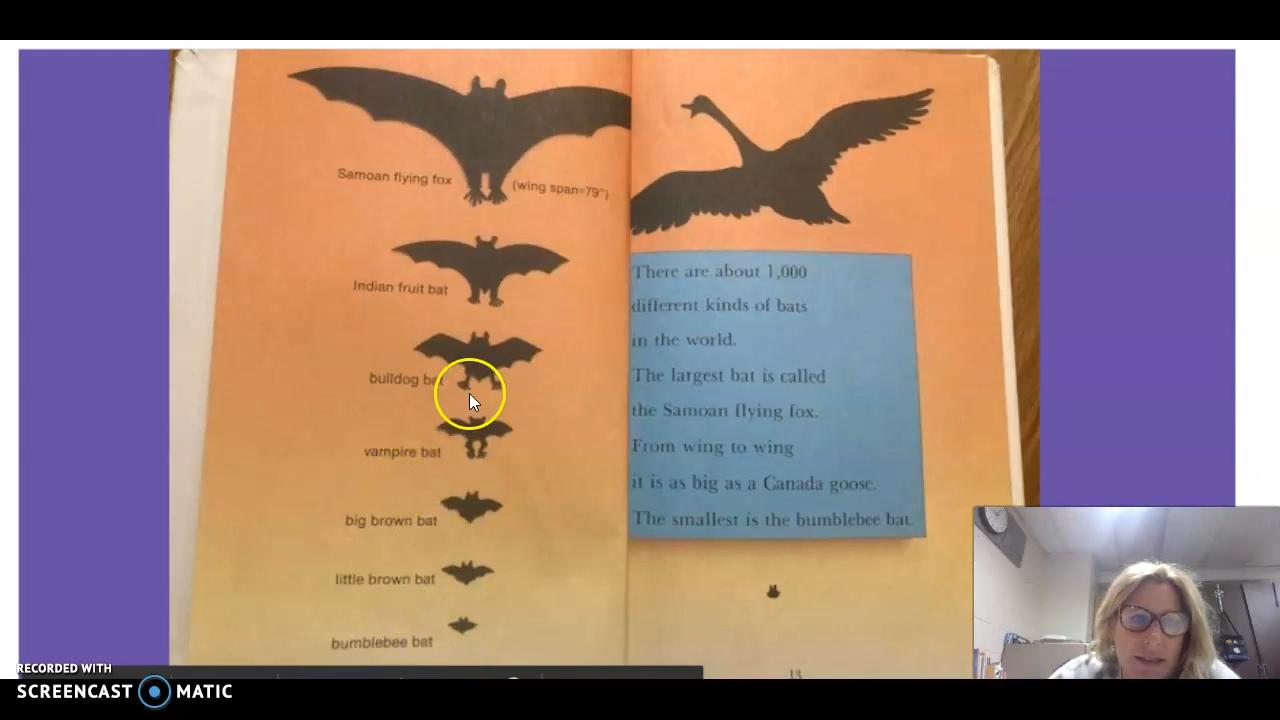 Samoan flying fox
(wing span=79")
Indian fruit bat
bulldog bat
vampire bat
big brown bat
little brown bat
bumblebee bat
There are about 1,000
different kinds of bats
in the world.
The largest bat is called
the Samoan flying fox.
From wing to wing
it is as big as a Canada goose.
The smallest is the bumblebee bat.
13
RECORDED WITH
SCREENCAST MATIC